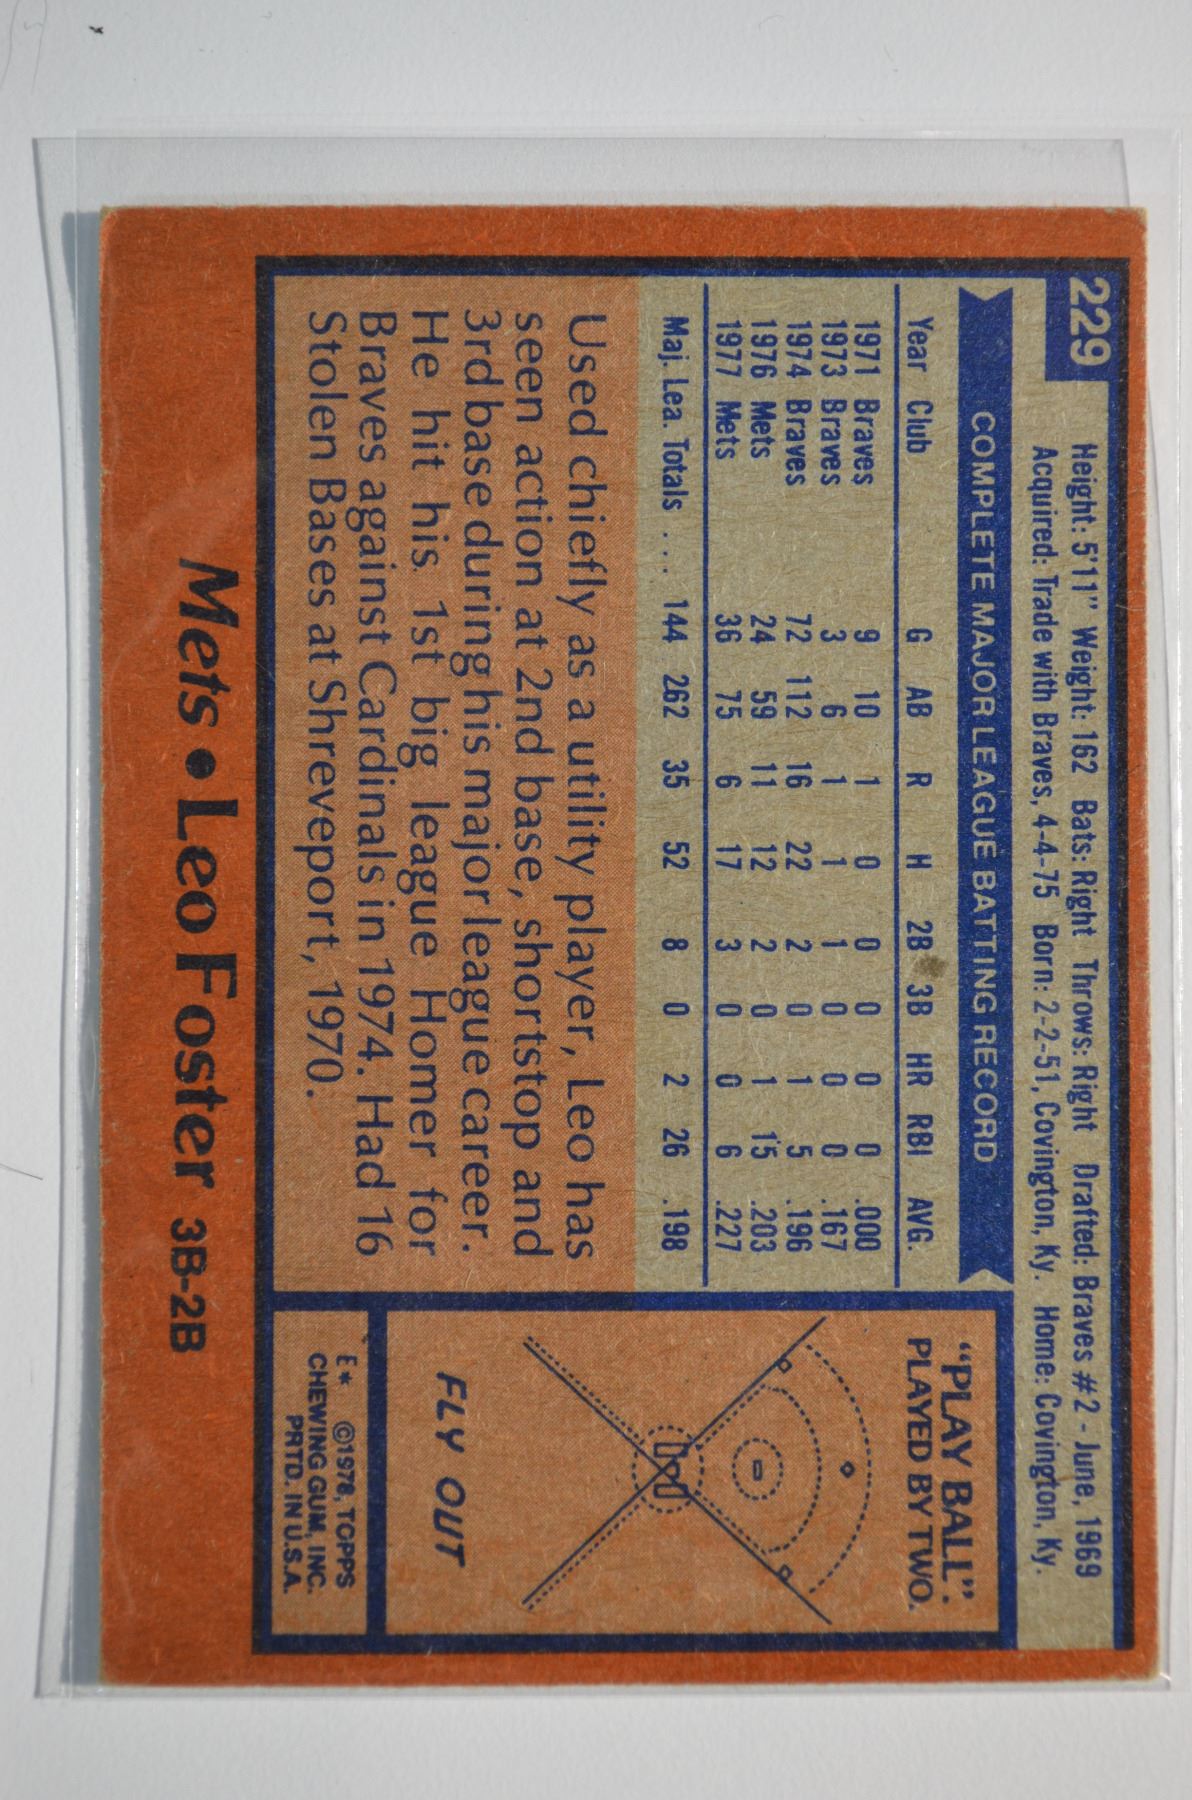 229
Height: 5'11" Weight: 162 Bats: Right Throws: Right Drafted: Braves #2 - June, 1969
Acquired: Trade with Braves, 4-4-75 Born: 2-2-51, Covington, Ky. Home: Covington, Ky.
COMPLETE MAJOR LEAGUE BATTING RECORD
Year Club G AB R H 2B 3B HR RBI AVG.
1971 Braves 9 10 1 0 0 0 0 0 .000
1973 Braves 3 6 1 1 1 0 0 0 .167
1974 Braves 72 112 16 22 2 0 1 5 .196
1976 Mets 24 59 11 12 2 0 1 15 .203
1977 Mets 36 75 6 17 3 0 0 6 .227
Maj. Lea. Totals .... 144 262 35 52 8 0 2 26 .198
Used chiefly as a utility player, Leo has
seen action at 2nd base, shortstop and
3rd base during his major league career.
He hit his 1st big league Homer for
Braves against Cardinals in 1974. Had 16
Stolen Bases at Shreveport, 1970.
"PLAY BALL".
PLAYED BY TWO.
FLY OUT
E* ©1978, TOPPS
CHEWING GUM, INC.
PRTD. IN U.S.A.
Mets • Leo Foster 3B-2B